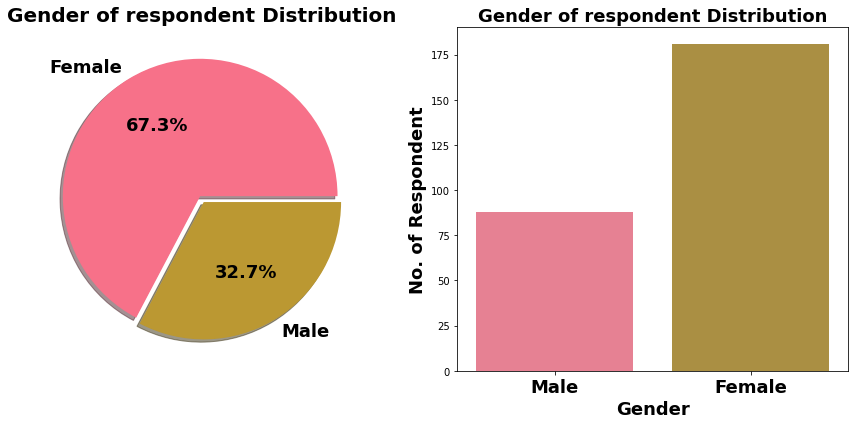 Gender of respondent Distribution
Female
67.3%
32.7%
Male
Gender of respondent Distribution
No. of Respondent
175
150
125
100
75
50
25
0
Male
Female
Gender